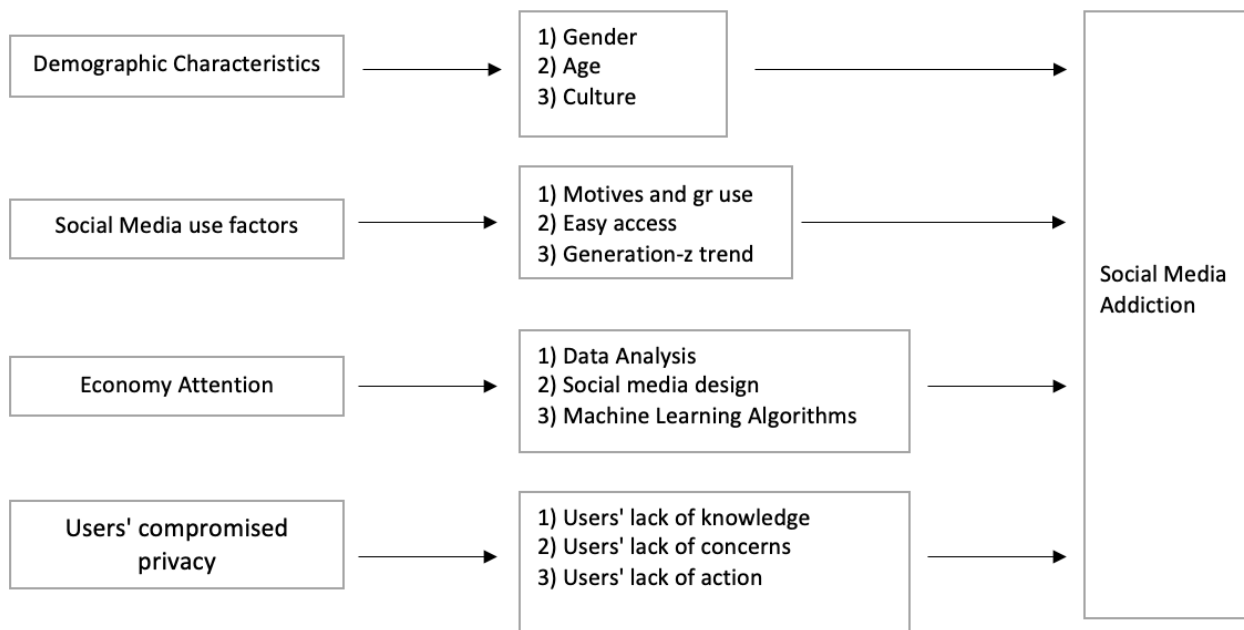 Demographic Characteristics
1) Gender
2) Age
3) Culture
Social Media use factors
1) Motives and gr use
2) Easy access
3) Generation-z trend
Economy Attention
1) Data Analysis
2) Social media design
3) Machine Learning Algorithms
Users' compromised
privacy
1) Users' lack of knowledge
2) Users' lack of concerns
3) Users' lack of action
Social Media
Addiction